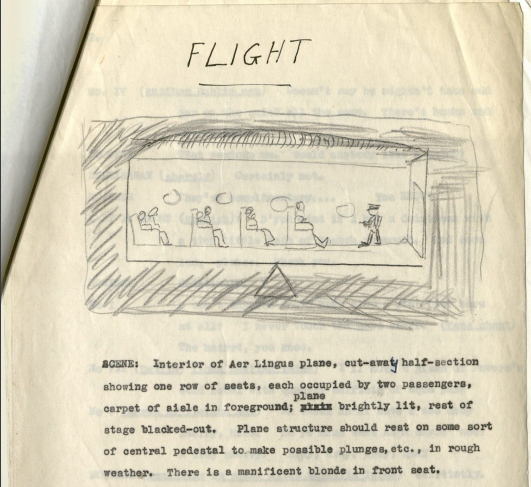 FLIGHT
SCENE: Interior of Aer Lingus plane, cut-away half-section
showing one row of seats, each occupied by two passengers,
plane
carpet of aisle in foreground; brightly lit, rest of
stage blacked-out. Plane structure should rest on some sort
of central pedestal to make possible plunges, etc., in rough
weather. There is a manificent blonde in front seat.